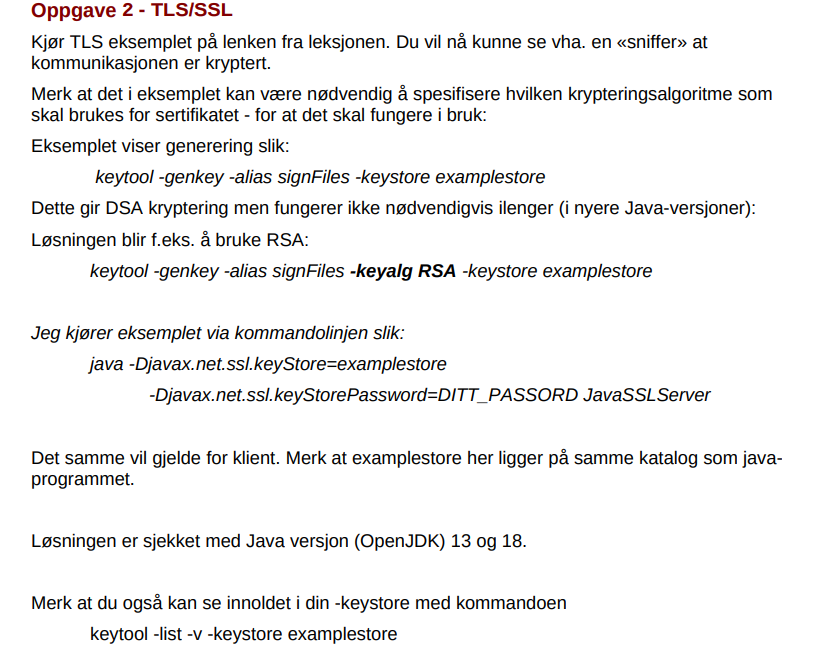 Oppgave 2 - TLS/SSL
Kjør TLS eksemplet på lenken fra leksjonen. Du vil nå kunne se vha. en «sniffer» at
kommunikasjonen er kryptert.
Merk at det i eksemplet kan være nødvendig å spesifisere hvilken krypteringsalgoritme som
skal brukes for sertifikatet - for at det skal fungere i bruk:
Eksemplet viser generering slik:
keytool -genkey -alias signFiles -keystore examplestore
Dette gir DSA kryptering men fungerer ikke nødvendigvis ilenger (i nyere Java-versjoner):
Løsningen blir f.eks. å bruke RSA:
keytool -genkey -alias signFiles -keyalg RSA -keystore examplestore
Jeg kjører eksemplet via kommandolinjen slik:
java -Djavax.net.ssl.keyStore=examplestore
-Djavax.net.ssl.keyStorePassword=DITT_PASSORD JavaSSLServer
Det samme vil gjelde for klient. Merk at examplestore her ligger på samme katalog som java-
programmet.
Løsningen er sjekket med Java versjon (OpenJDK) 13 og 18.
Merk at du også kan se innoldet i din -keystore med kommandoen
keytool -list -v -keystore examplestore